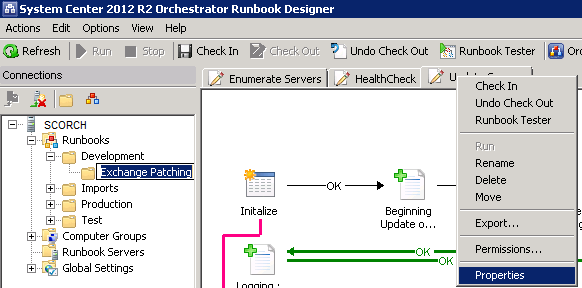 System Center 2012 R2 Orchestrator Runbook Designer
Actions Edit Options View Help
Refresh Run Stop Check In Check Out Undo Check Out Runbook Tester
Connections
Enumerate Servers HealthCheck
SCORCH
Runbooks
Development
Exchange Patching
Imports
Production
Test
Computer Groups
Runbook Servers
Global Settings
OK
Initalize
Beginning
Update o...
OK
OK
Logging
Check In
Undo Check Out
Runbook Tester
Run
Rename
Delete
Move
Export...
Permissions...
Properties